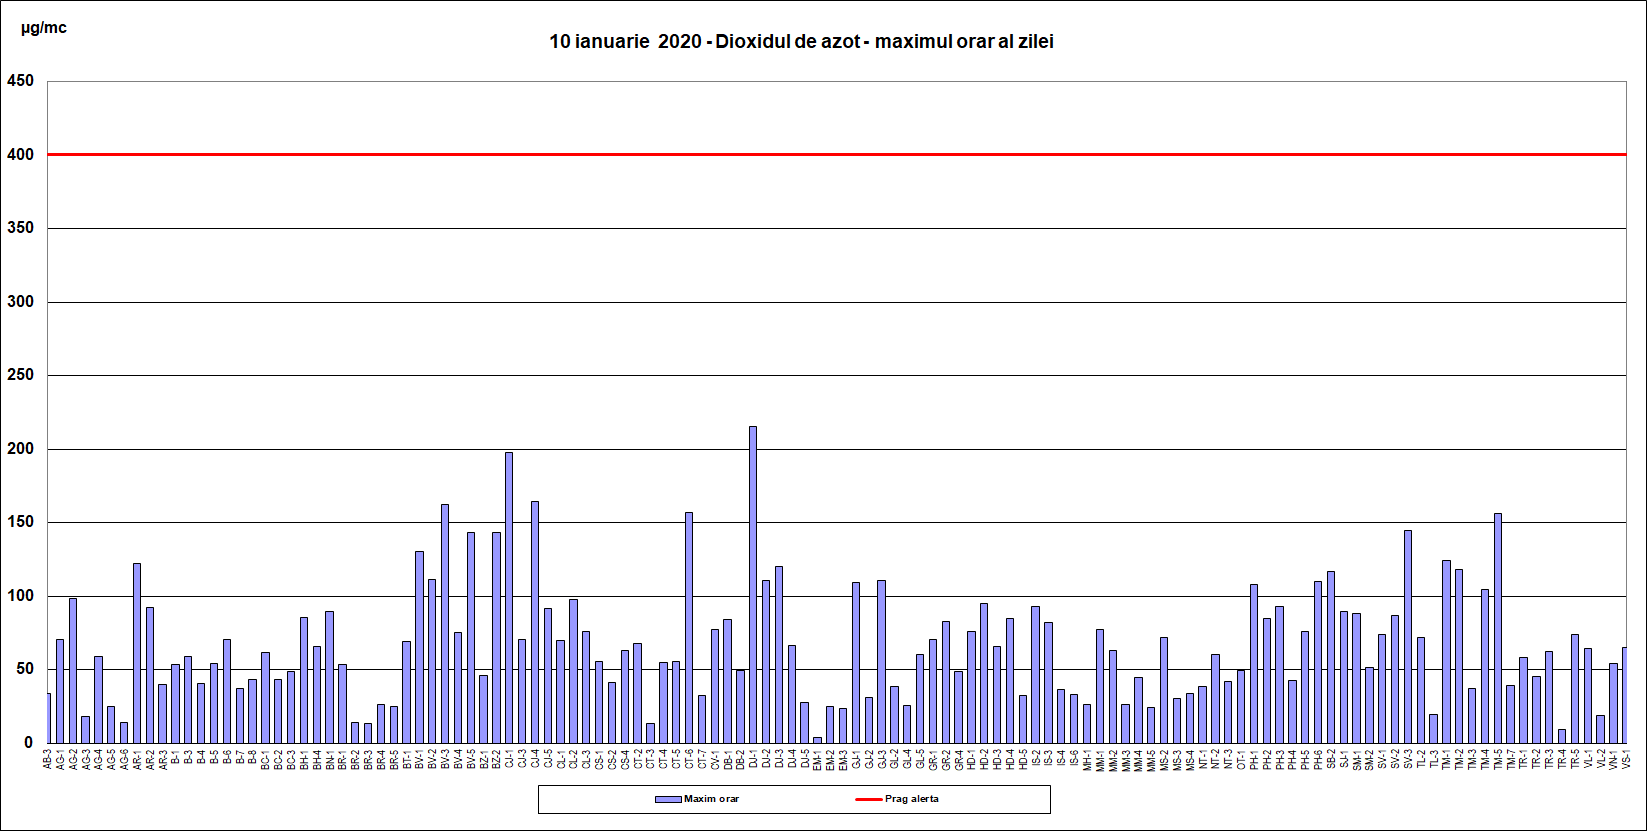 µg/mc
10 ianuarie 2020 - Dioxidul de azot - maximul orar al zilei
450
400
350
300
250
200
150
100
50
0
AB-3 AG-1 AG-2 AG-3 AG-4 AG-5 AG-6 AR-1 AR-2 AR-3 B-1 B-3 B-4 B-5 B-6 B-7 B-8 BC-1 BC-2 BC-3 BH-1 BH-4 BN-1 BR-1 BR-2 BR-3 BR-4 BR-5 BT-1 BV-1 BV-2 BV-3 BV-4 BV-5 BZ-1 BZ-2 CJ-1 CJ-3 CJ-4 CJ-5 CL-1 CL-2 CL-3 CS-1 CS-2 CS-4 CT-2 CT-3 CT-4 CT-5 CT-6 CT-7 CV-1 DB-1 DB-2 DJ-1 DJ-2 DJ-3 DJ-4 DJ-5 EM-1 EM-2 EM-3 GJ-1 GJ-2 GJ-3 GL-2 GL-4 GL-5 GR-1 GR-2 GR-4 HD-1 HD-2 HD-3 HD-4 HD-5 IS-2 IS-3 IS-4 IS-6 MH-1 MM-1 MM-2 MM-3 MM-4 MM-5 MS-2 MS-3 MS-4 NT-1 NT-2 NT-3 OT-1 PH-1 PH-2 PH-3 PH-4 PH-5 PH-6 SB-2 SJ-1 SM-1 SM-2 SV-1 SV-2 SV-3 TL-2 TL-3 TM-1 TM-2 TM-3 TM-4 TM-5 TM-7 TR-1 TR-2 TR-3 TR-4 TR-5 VL-1 VL-2 VN-1 VS-1
Maxim orar
Prag alerta